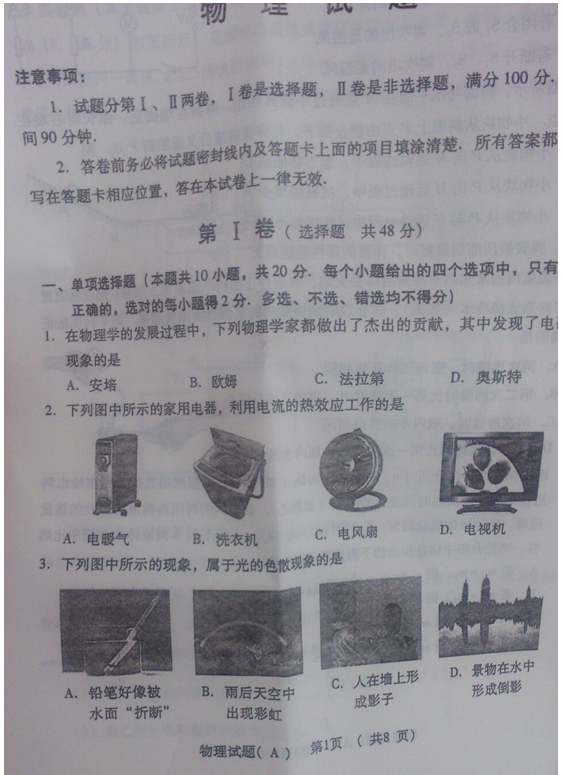 物 理 试 题
注意事项：
1. 试题分第Ⅰ、Ⅱ两卷，Ⅰ卷是选择题，Ⅱ卷是非选择题，满分100分.
间90分钟.
2. 答卷前务必将试题密封线内及答题卡上面的项目填涂清楚. 所有答案都
写在答题卡相应位置，答在本试卷上一律无效.
第 Ⅰ 卷 ( 选择题 共48分)
一、单项选择题 (本题共10小题，共20分. 每个小题给出的四个选项中，只有
正确的，选对的每小题得2分. 多选、不选、错选均不得分)
1. 在物理学的发展过程中，下列物理学家都做出了杰出的贡献，其中发现了电
现象的是
A. 安培 B. 欧姆 C. 法拉第 D. 奥斯特
2. 下列图中所示的家用电器，利用电流的热效应工作的是
A. 电暖气 B. 洗衣机 C. 电风扇 D. 电视机
3. 下列图中所示的现象，属于光的色散现象的是
A. 铅笔好像被 B. 雨后天空中 C. 人在墙上形 D. 景物在水中
水面“折断” 出现彩虹 成影子 形成倒影
物理试题( A ) 第1页 ( 共8 页)